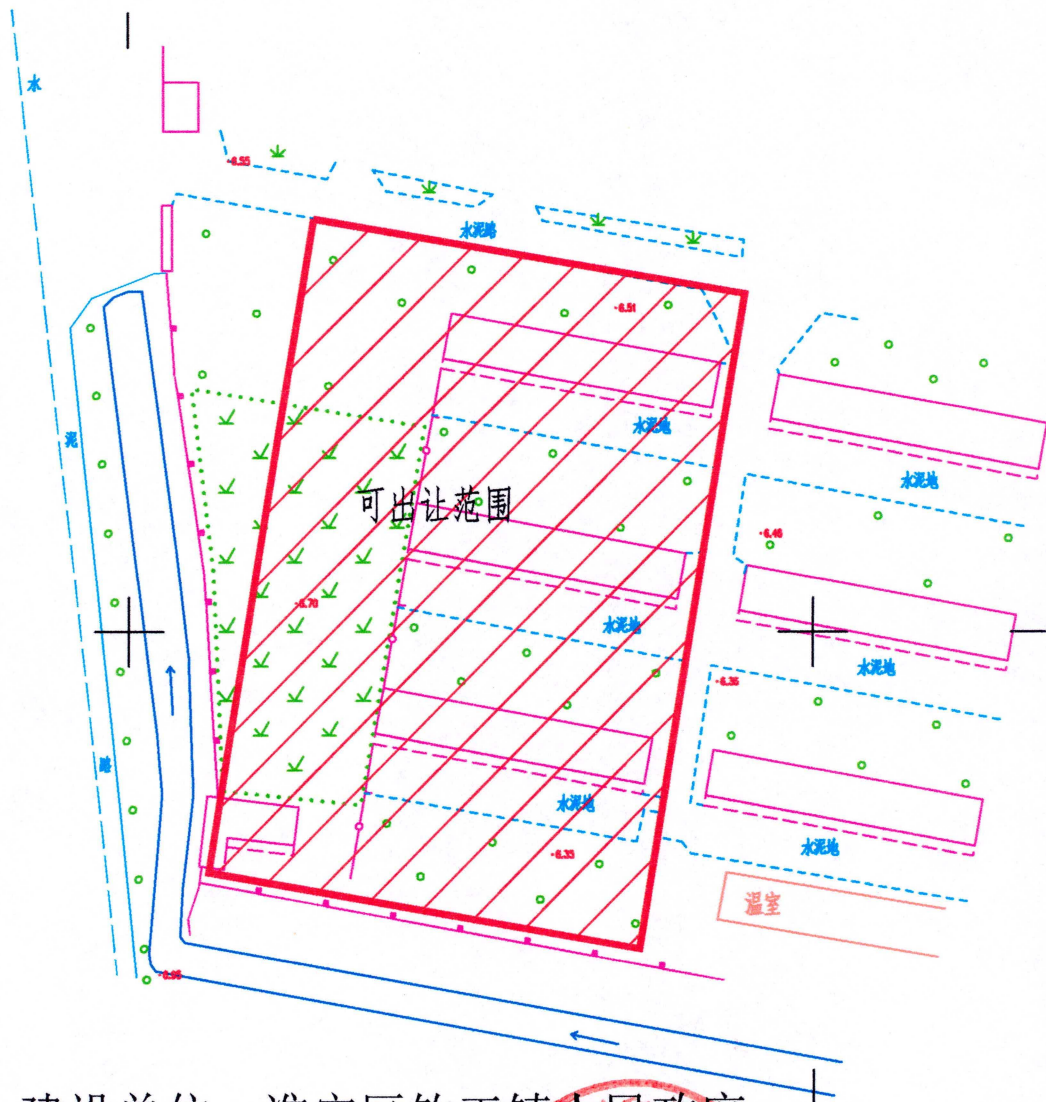 水
·6.55
水泥路
·6.51
水泥地
泥
水泥地
可出让范围
·6.46
·6.70
水泥地
水泥地
·6.36
路
水泥地
水泥地
·6.33
温室